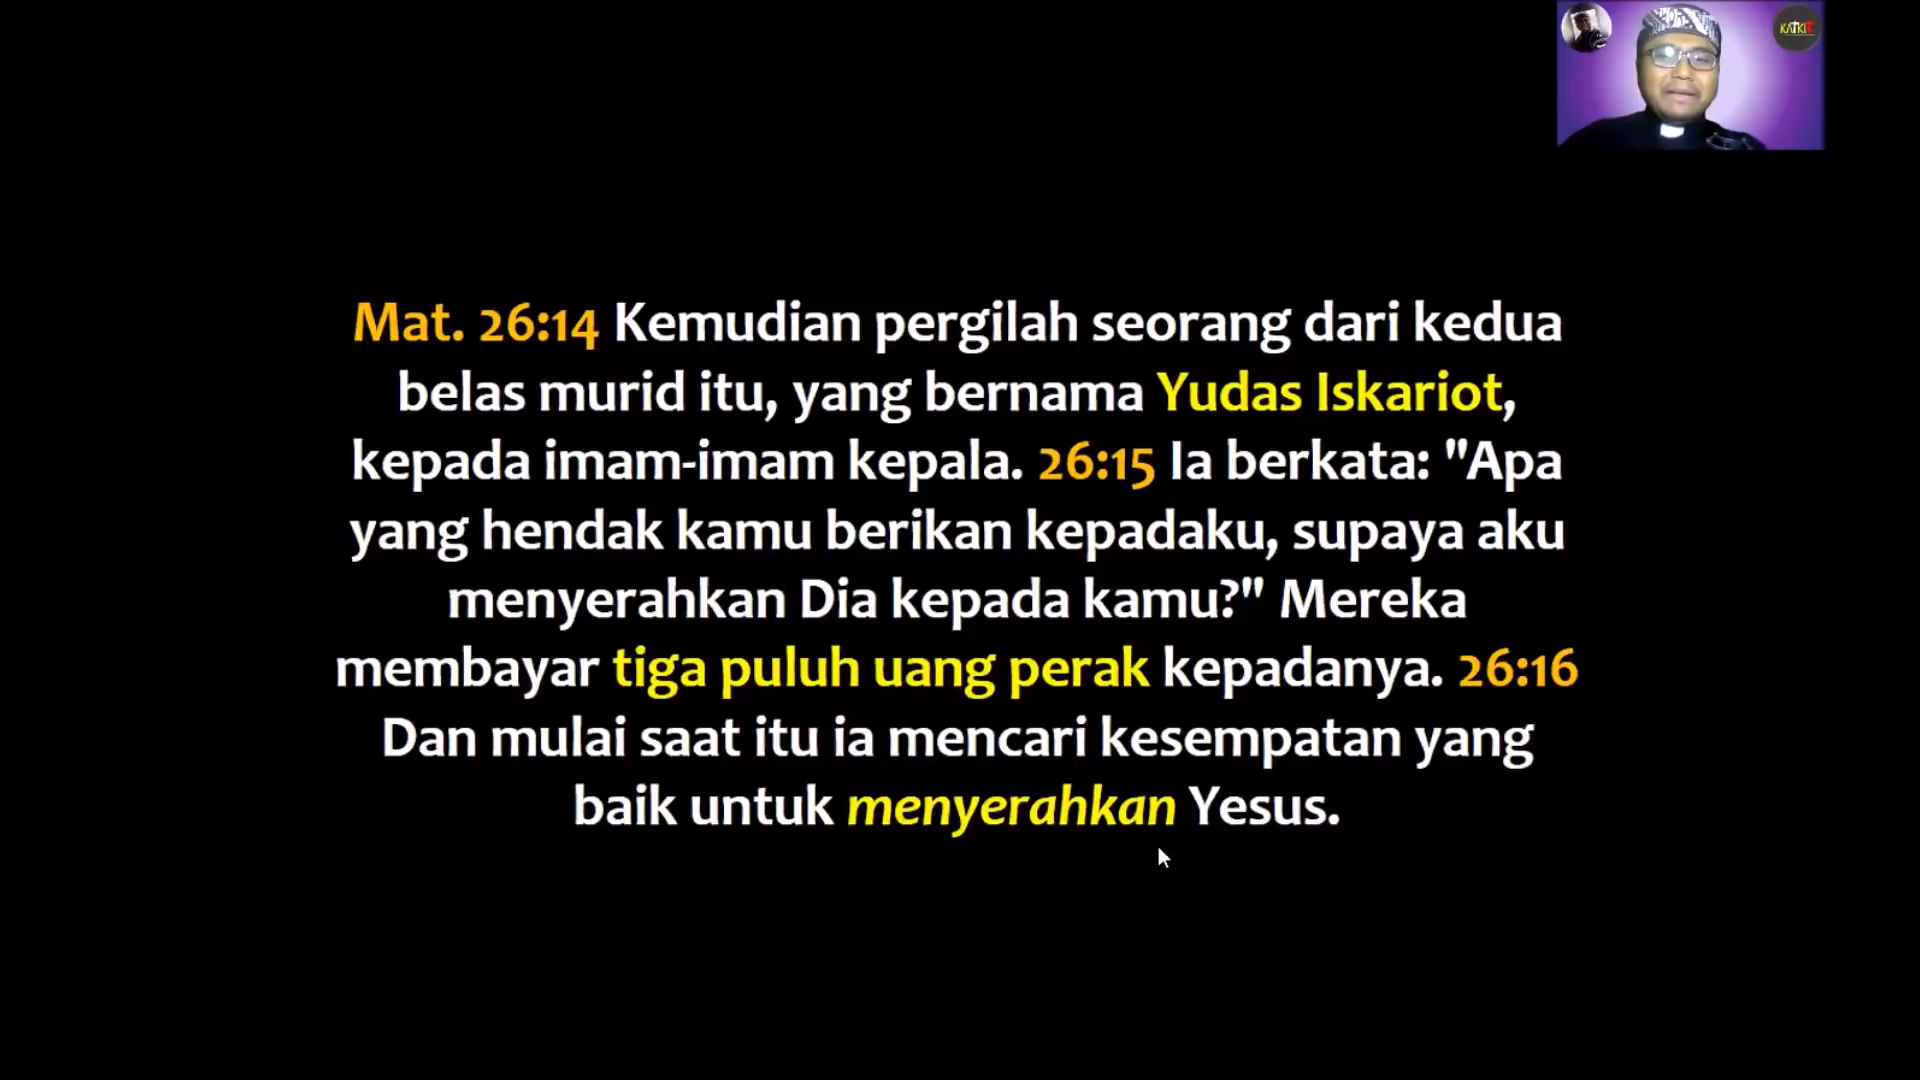 KATKIT
Mat. 26:14 Kemudian pergilah seorang dari kedua
belas murid itu, yang bernama Yudas Iskariot,
kepada imam-imam kepala. 26:15 Ia berkata: "Apa
yang hendak kamu berikan kepadaku, supaya aku
menyerahkan Dia kepada kamu?" Mereka
membayar tiga puluh uang perak kepadanya. 26:16
Dan mulai saat itu ia mencari kesempatan yang
baik untuk menyerahkan Yesus.